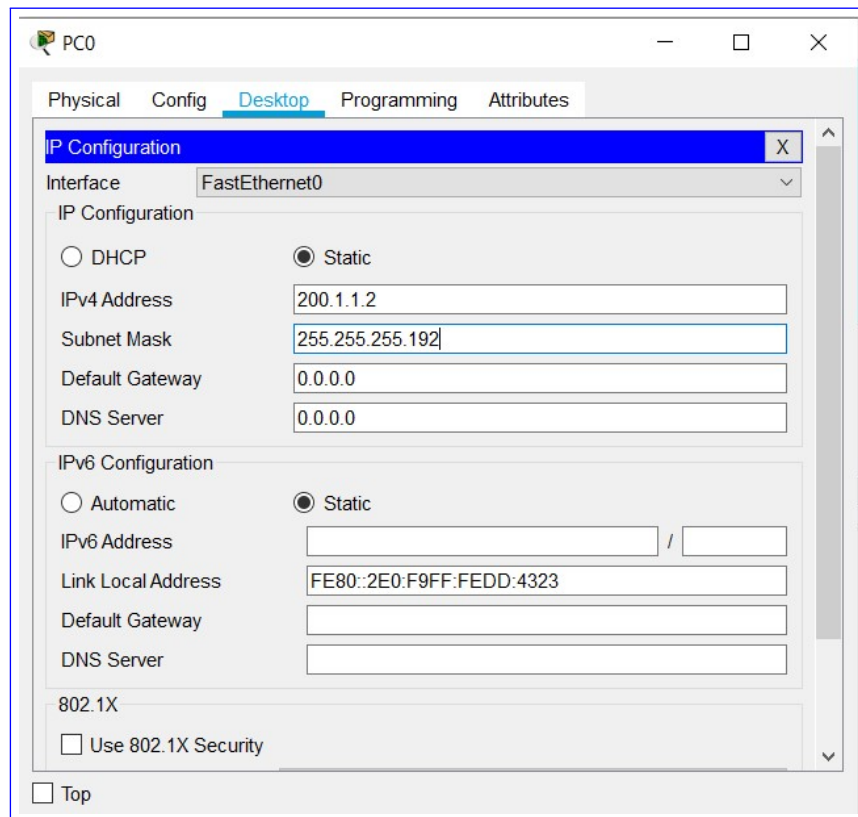 PC0
Physical Config Desktop Programming Attributes
IP Configuration X
Interface FastEthernet0
IP Configuration
DHCP Static
IPv4 Address 200.1.1.2
Subnet Mask 255.255.255.192
Default Gateway 0.0.0.0
DNS Server 0.0.0.0
IPv6 Configuration
Automatic Static
IPv6 Address /
Link Local Address FE80::2E0:F9FF:FEDD:4323
Default Gateway
DNS Server
802.1X
Use 802.1X Security
Top